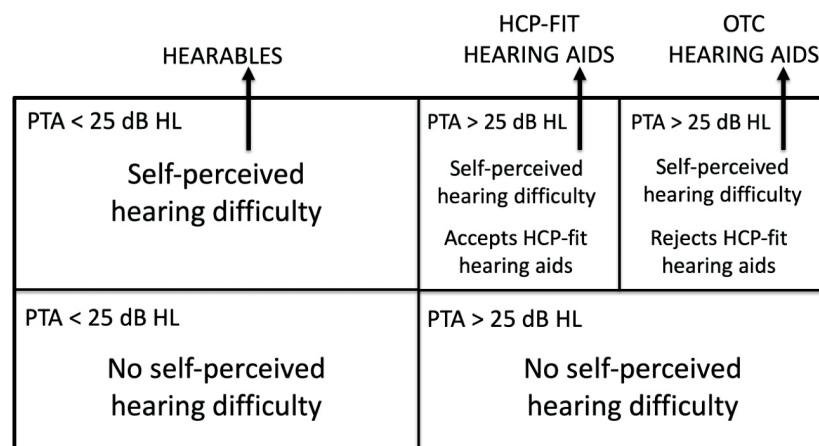 HEARABLES
HCP-FIT
HEARING AIDS
OTC
HEARING AIDS
PTA < 25 dB HL
Self-perceived
hearing difficulty
PTA > 25 dB HL
Self-perceived
hearing difficulty
Accepts HCP-fit
hearing aids
PTA > 25 dB HL
Self-perceived
hearing difficulty
Rejects HCP-fit
hearing aids
PTA < 25 dB HL
No self-perceived
hearing difficulty
PTA > 25 dB HL
No self-perceived
hearing difficulty